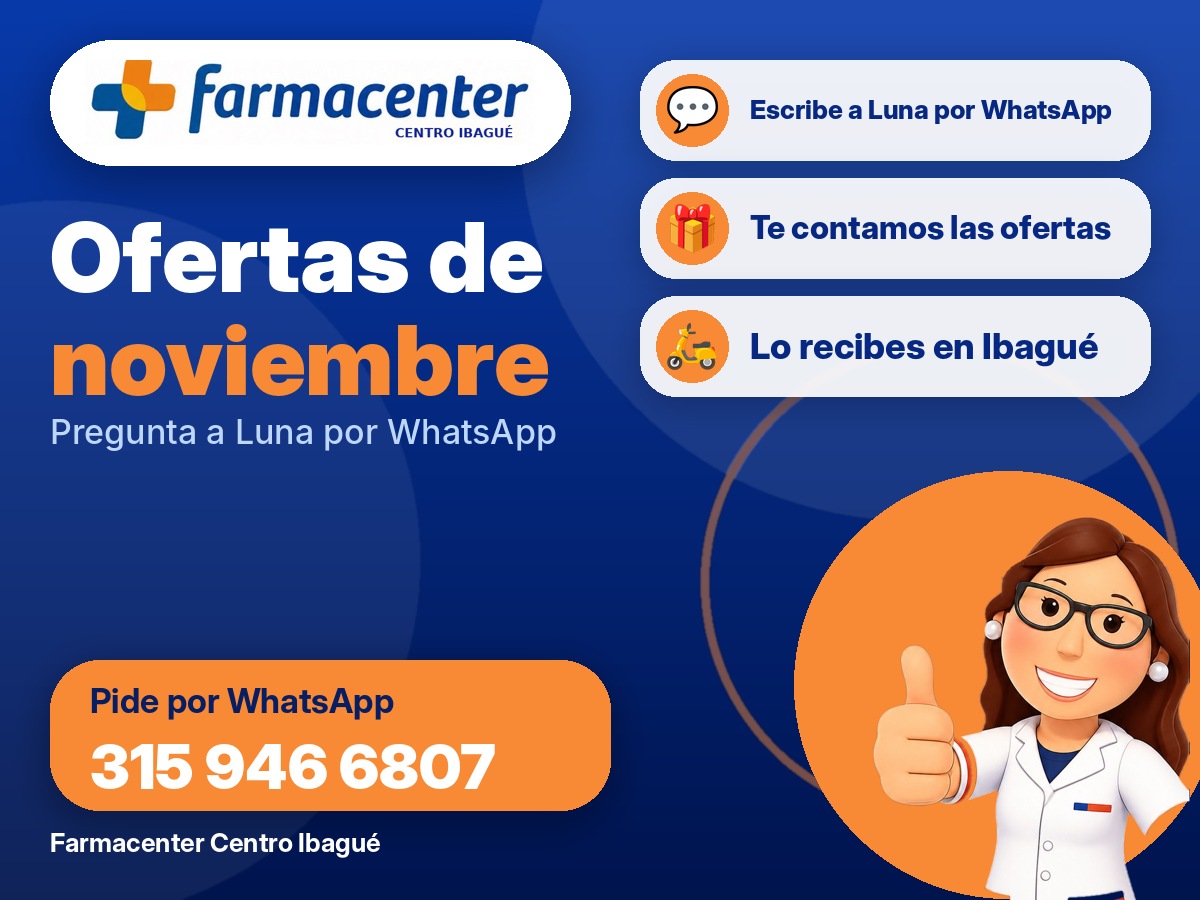 farmacenter
CENTRO IBAGUÉ
Ofertas de
noviembre
Pregunta a Luna por WhatsApp
Escribe a Luna por WhatsApp
Te contamos las ofertas
Lo recibes en Ibagué
Pide por WhatsApp
315 946 6807
Farmacenter Centro Ibagué